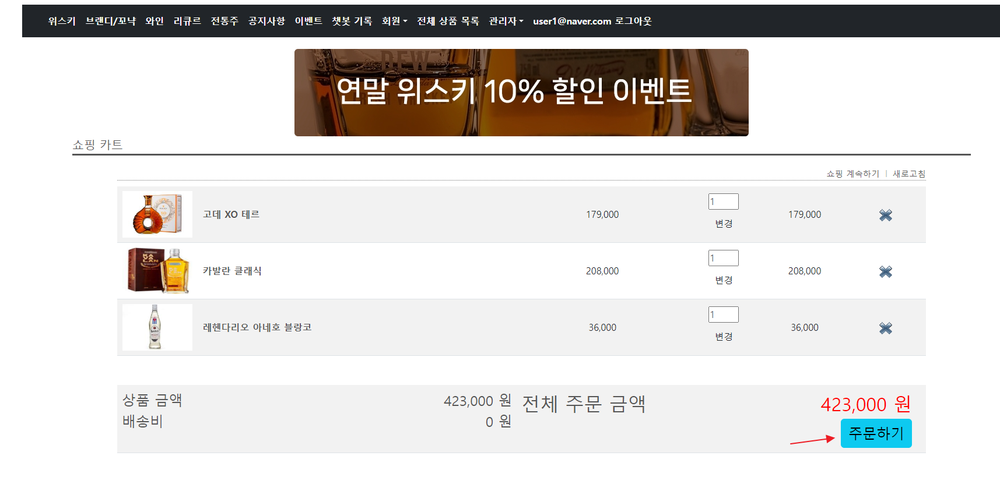 위스키 브랜디/꼬냑 와인 리큐르 전통주 공지사항 이벤트 챗봇 기록 회원 전체 상품 목록 관리자 user1@naver.com 로그아웃
DEW
연말 위스키 10% 할인 이벤트
쇼핑 카트
쇼핑 계속하기 | 새로고침
고데 XO 테르 179,000 1 179,000
변경
KA
VA
LAN
카발란 클래식 208,000 1 208,000
변경
레헨다리오 아네호 블랑코 36,000 1 36,000
변경
상품 금액 423,000 원 전체 주문 금액 423,000 원
배송비 0 원
주문하기